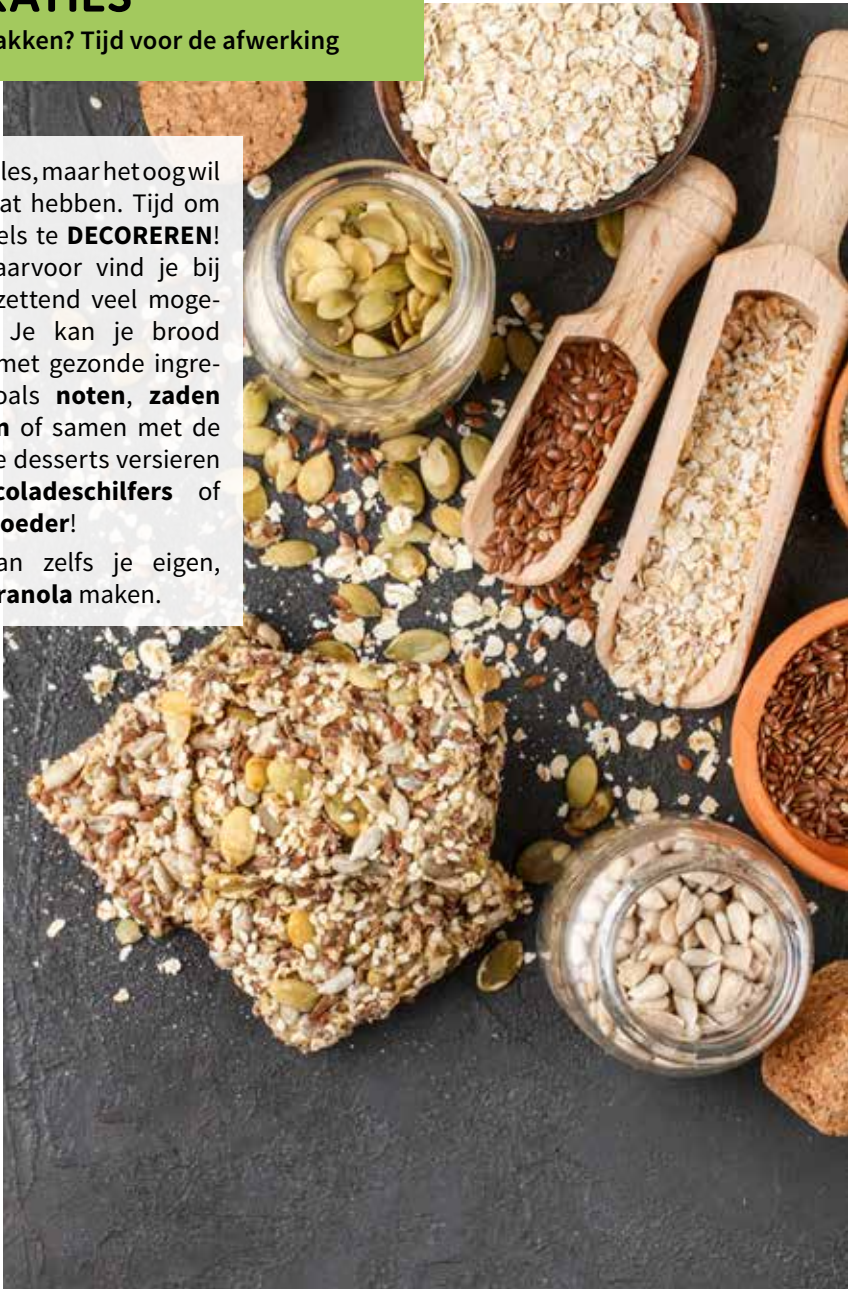 RATIES
akken? Tijd voor de afwerking
les, maar het oog wil
at hebben. Tijd om
els te DECOREREN!
aarvoor vind je bij
zettend veel moge-
Je kan je brood
met gezonde ingre-
oals noten, zaden
n of samen met de
e desserts versieren
coladeschilfers of
oeder!
an zelfs je eigen,
ranola maken.